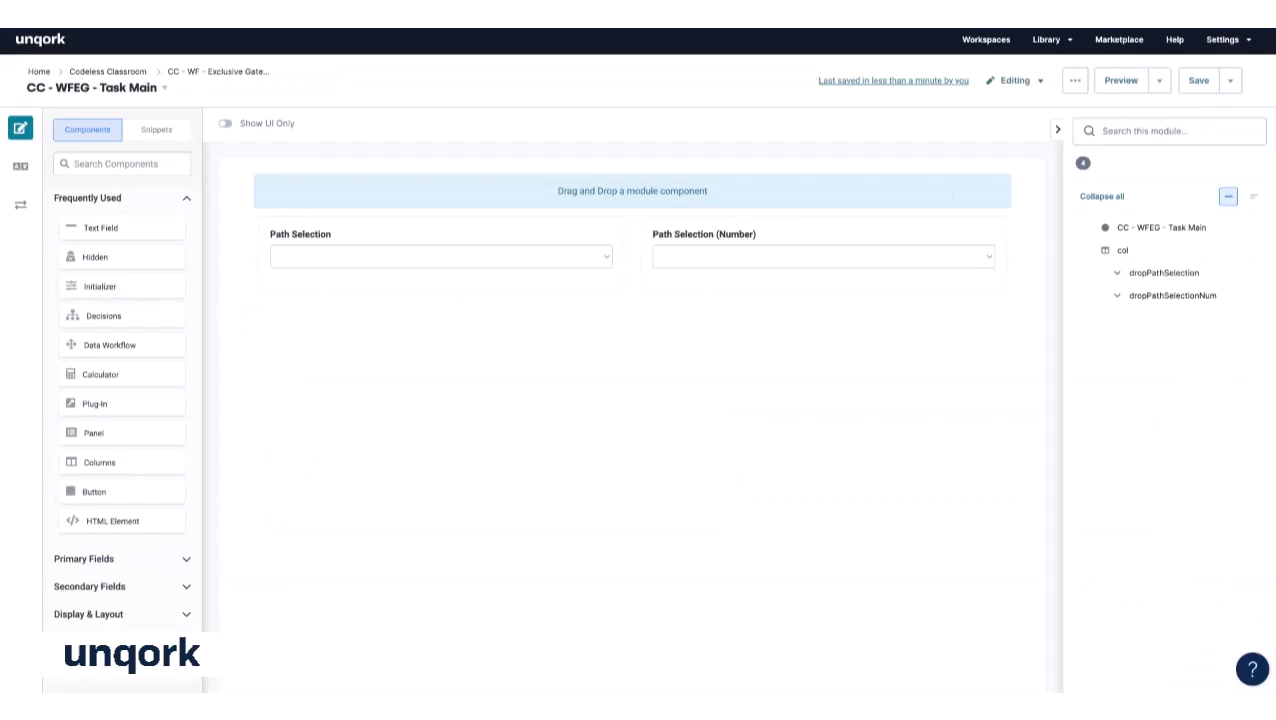 unqork
Workspaces Library Marketplace Help Settings
Home > Codeless Classroom > CC - WF - Exclusive Gate...
CC - WFEG - Task Main
Last saved in less than a minute by you Editing ... Preview Save
Components Snippets
Show UI Only
Search this module...
Search Components
4
Drag and Drop a module component
Frequently Used
Collapse all
Text Field
CC - WFEG - Task Main
Path Selection Path Selection (Number)
Hidden
col
Initializer
dropPathSelection
Decisions
dropPathSelectionNum
Data Workflow
Calculator
Plug-In
Panel
Columns
Button
</> HTML Element
Primary Fields
Secondary Fields
Display & Layout
unqork
?